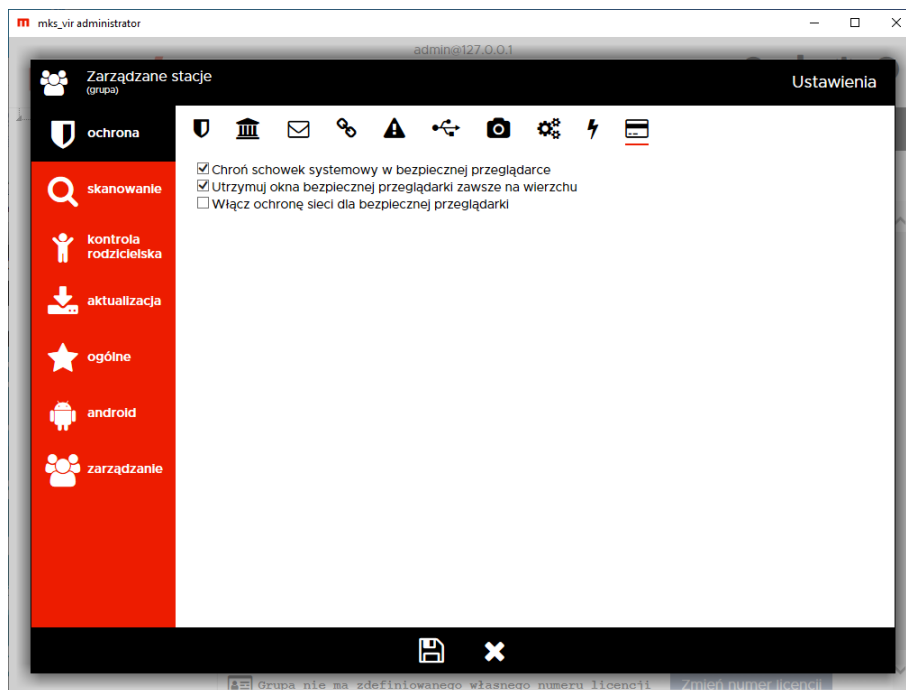 mks_vir administrator
admin@127.0.0.1
Zarządzane stacje
(grupa)
Ustawienia
ochrona
skanowanie
kontrola
rodzicielska
aktualizacja
ogólne
android
zarządzanie
Chroń schowek systemowy w bezpiecznej przeglądarce
Utrzymuj okna bezpiecznej przeglądarki zawsze na wierzchu
Włącz ochronę sieci dla bezpiecznej przeglądarki
Grupa nie ma zdefiniowanego własnego numeru licencji
Zmień numer licencji